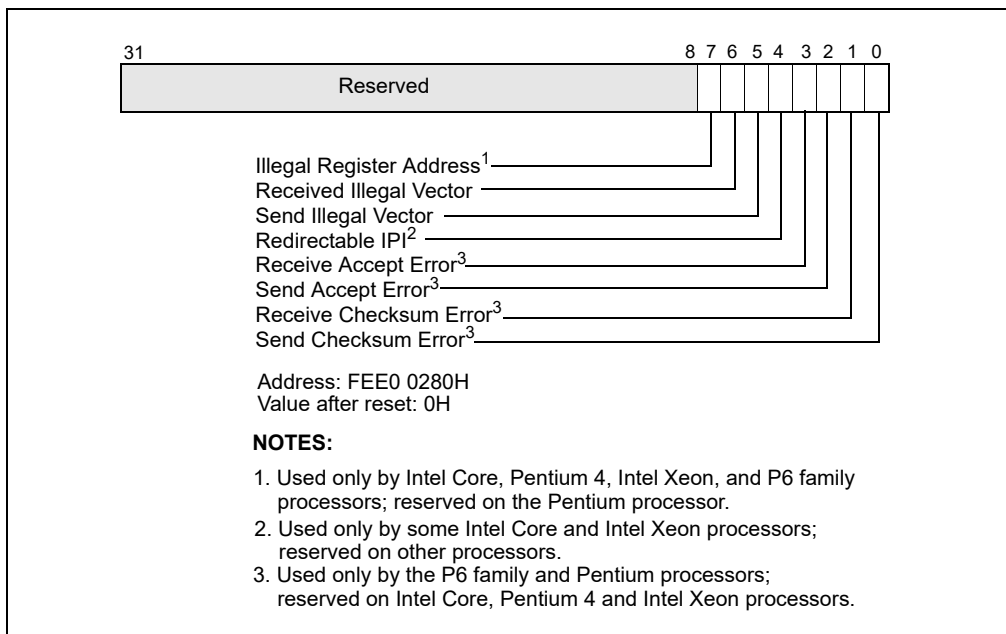 31 8 7 6 5 4 3 2 1 0
Reserved
Illegal Register Address1
Received Illegal Vector
Send Illegal Vector
Redirectable IPI2
Receive Accept Error3
Send Accept Error3
Receive Checksum Error3
Send Checksum Error3
Address: FEE0 0280H
Value after reset: 0H
NOTES:
1. Used only by Intel Core, Pentium 4, Intel Xeon, and P6 family
processors; reserved on the Pentium processor.
2. Used only by some Intel Core and Intel Xeon processors;
reserved on other processors.
3. Used only by the P6 family and Pentium processors;
reserved on Intel Core, Pentium 4 and Intel Xeon processors.